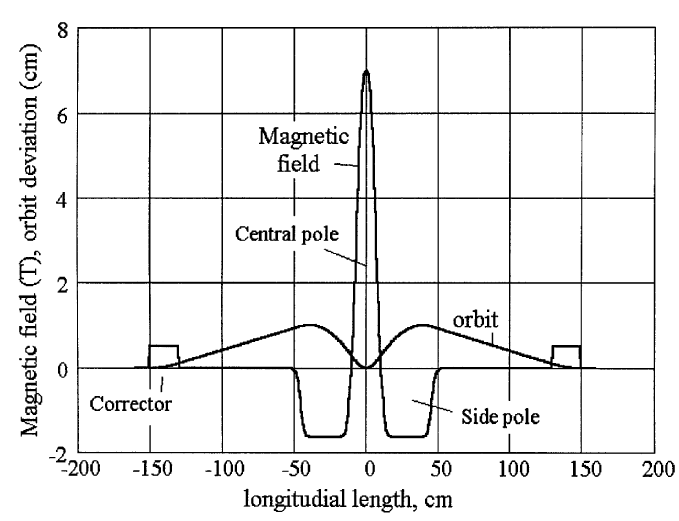 Magnetic field (T), orbit deviation (cm)
8
6
4
2
0
-2
Magnetic
field
Central pole
orbit
Corrector
Side pole
-200 -150 -100 -50 0 50 100 150 200
longitudial length, cm